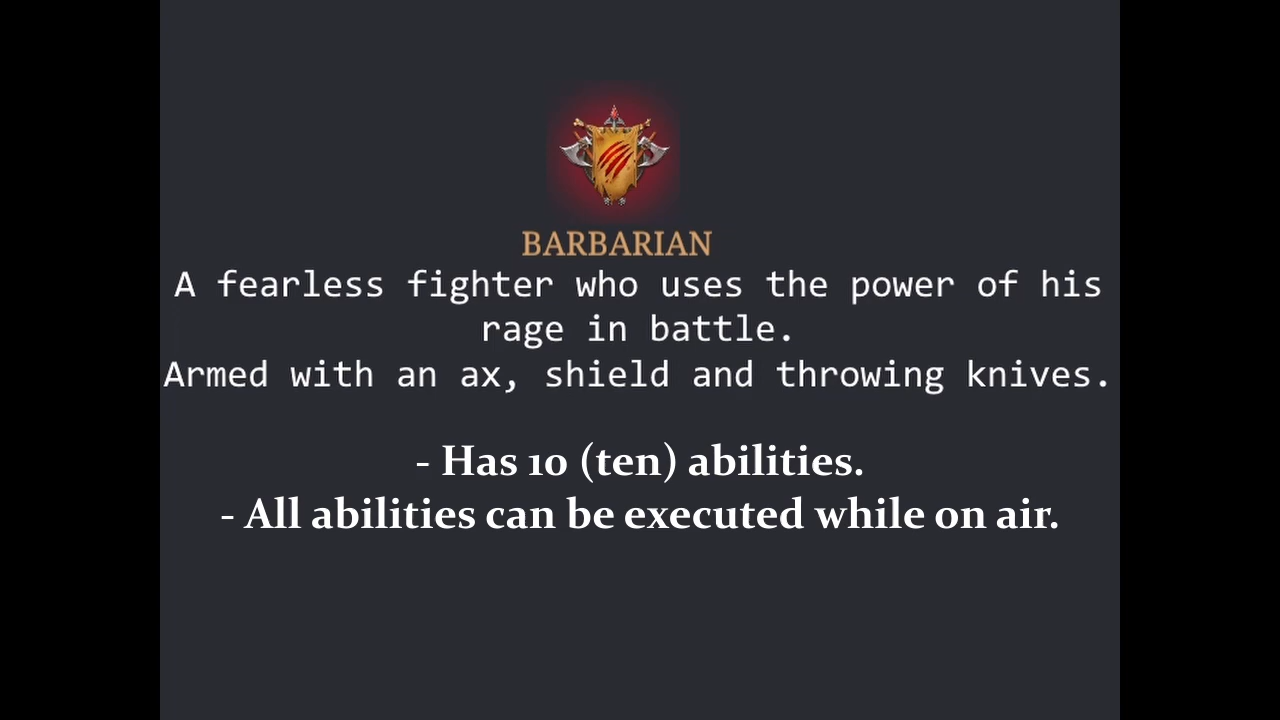 BARBARIAN
A fearless fighter who uses the power of his
rage in battle.
Armed with an ax, shield and throwing knives.
- Has 10 (ten) abilities.
- All abilities can be executed while on air.